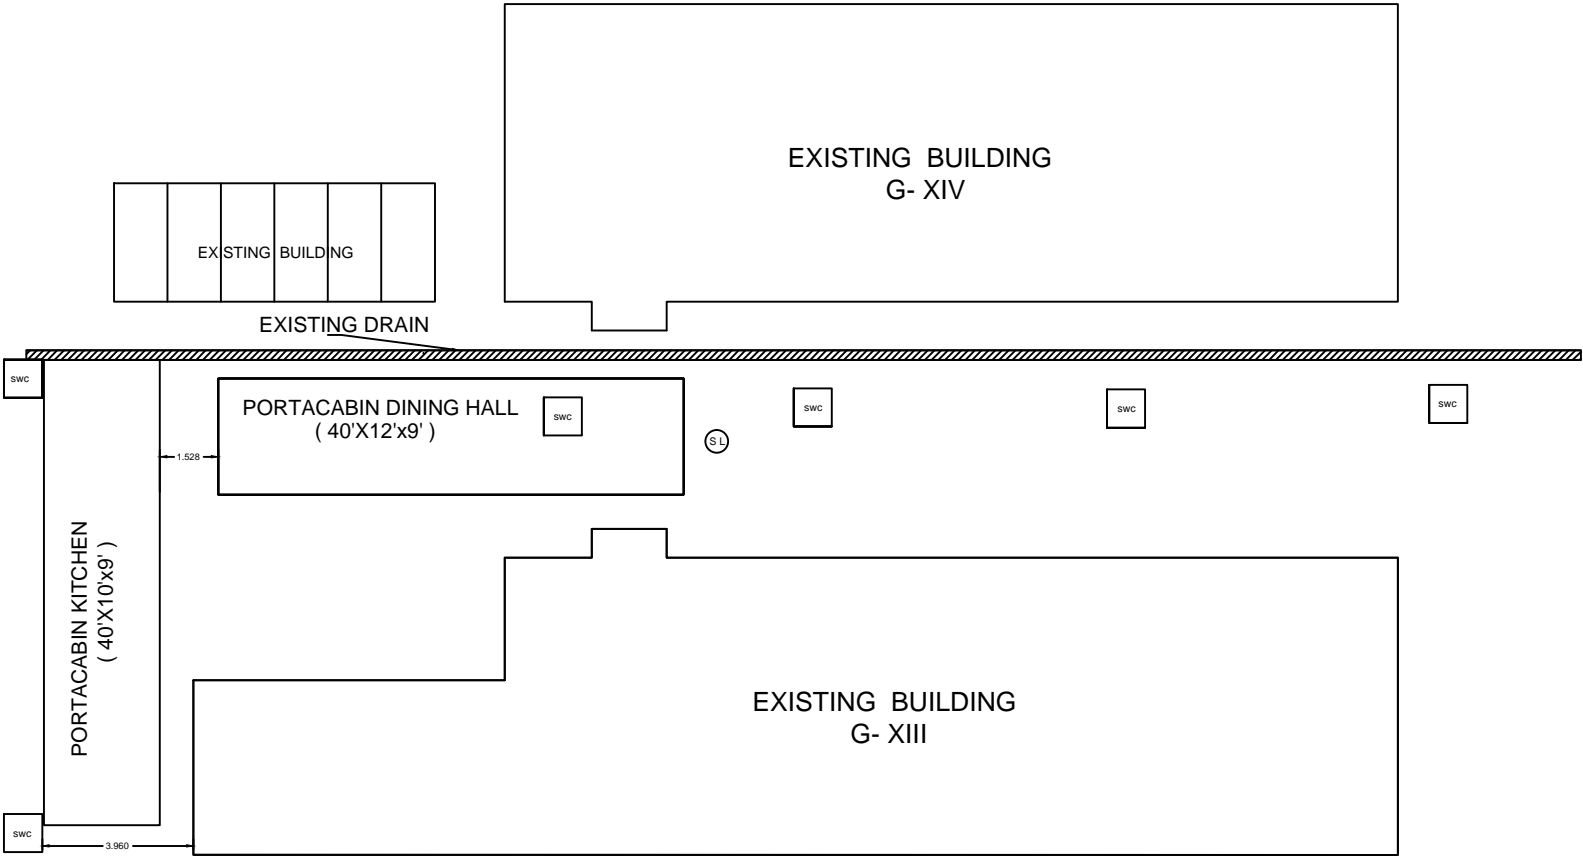 EXISTING BUILDING
G- XIV
EXISTING BUILDING
EXISTING DRAIN
SWC
PORTACABIN DINING HALL
( 40'X12'x9' )
SWC
SWC
SWC
SWC
S L
1.528
PORTACABIN KITCHEN
( 40'X10'x9' )
EXISTING BUILDING
G- XIII
SWC
3.960